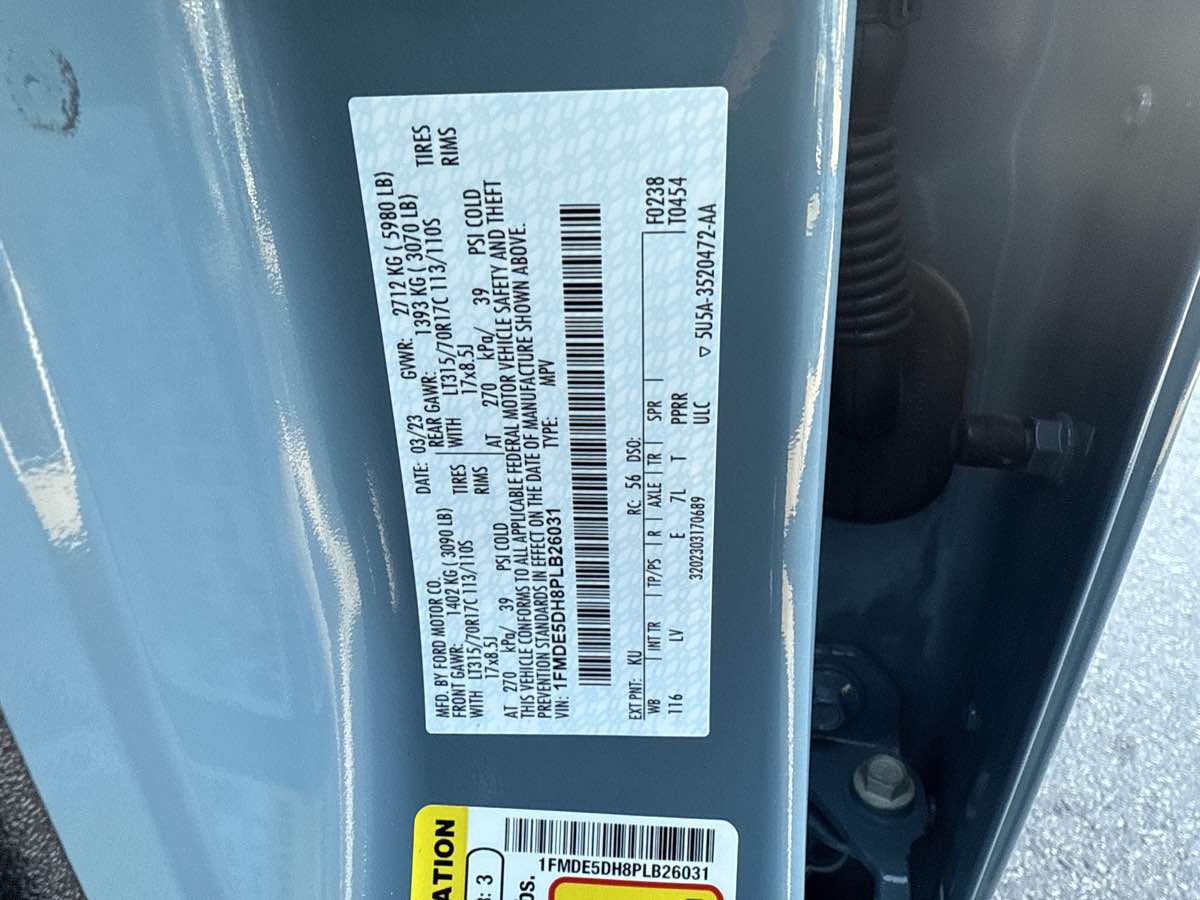 MFD. BY FORD MOTOR CO. DATE: 03/23 GVWR: 2712 KG ( 5980 LB)
FRONT GAWR: 1402 KG ( 3090 LB) REAR GAWR: 1393 KG ( 3070 LB)
WITH LT315/70R17C 113/110S TIRES WITH LT315/70R17C 113/110S TIRES
17x8.5J RIMS 17x8.5J RIMS
AT 270 kPa/ 39 PSI COLD AT 270 kPa/ 39 PSI COLD
THIS VEHICLE CONFORMS TO ALL APPLICABLE FEDERAL MOTOR VEHICLE SAFETY AND THEFT
PREVENTION STANDARDS IN EFFECT ON THE DATE OF MANUFACTURE SHOWN ABOVE.
VIN: 1FMDE5DH8PLB26031 TYPE: MPV
EXT PNT: KU RC: 56 DSO: F0238
WB INT TR TP/PS R AXLE TR SPR T0454
116 LV E 7L T PPRR
ULC
3202303170689 ▽ 5U5A-3520472-AA
1FMDE5DH8PLB26031